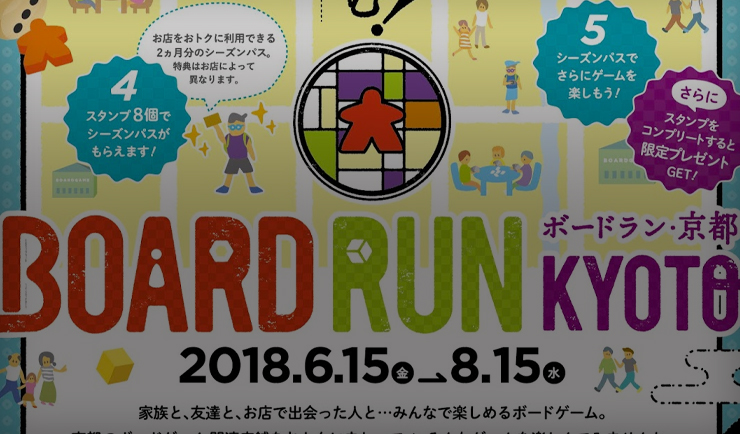 お店をおトクに利用できる
2ヵ月分のシーズンパス。
特典はお店によって
異なります。
4
スタンプ8個で
シーズンパスが
もらえます!
5
シーズンパスで
さらにゲームを
楽しもう!
さらに
スタンプを
コンプリートすると
限定プレゼント
GET!
ボードラン・京都
BOARD RUN KYOTO
2018.6.15金→8.15水
家族と、友達と、お店で出会った人と…みんなで楽しめるボードゲーム。